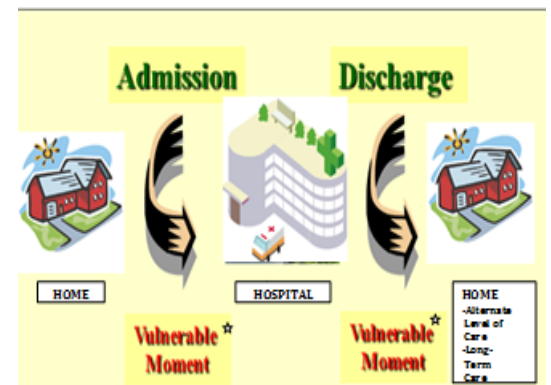 Admission
Discharge
HOME
HOSPITAL
HOME
-Alternate
Level of
Care
-Long-
Term
Care
Vulnerable ☆
Moment
Vulnerable ☆
Moment